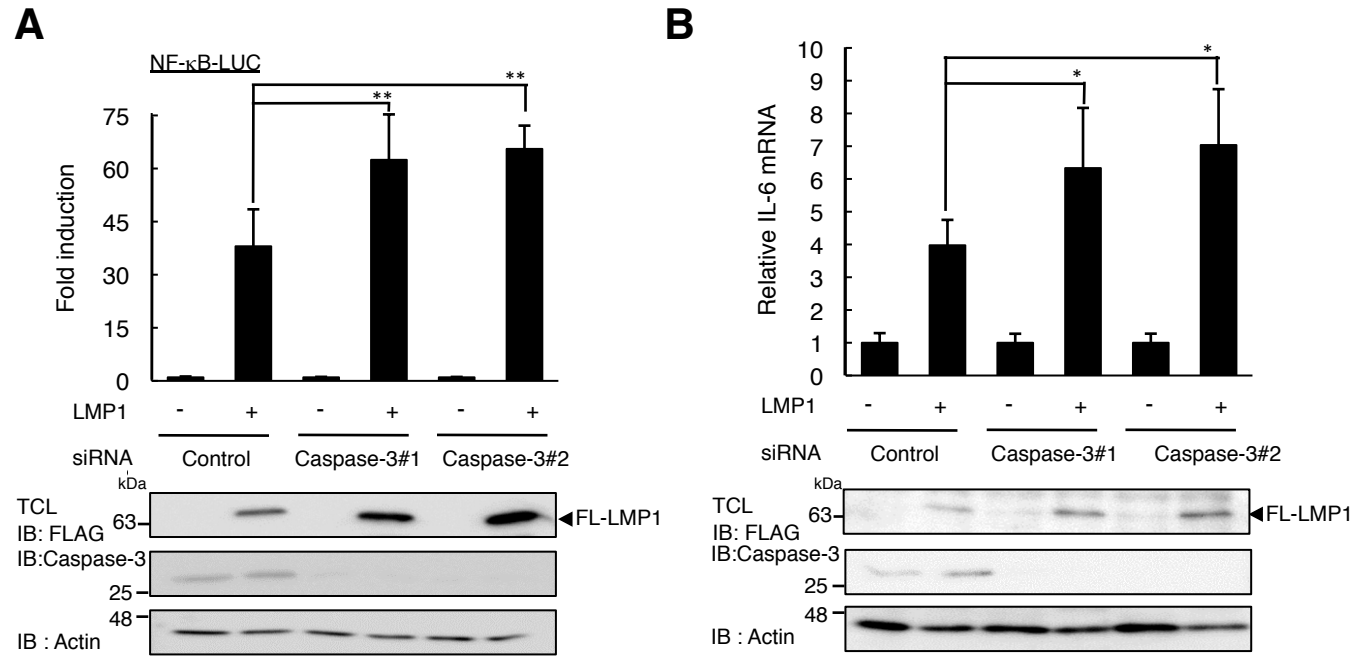 A
NF-κB-LUC
**
**
75
60
45
30
15
0
Fold induction
LMP1 - + - + - +
siRNA Control Caspase-3#1 Caspase-3#2
kDa
TCL
63
IB: FLAG
FL-LMP1
IB:Caspase-3
25
48
IB : Actin
B
*
*
10
9
8
7
6
5
4
3
2
1
0
Relative IL-6 mRNA
LMP1 - + - + - +
siRNA Control Caspase-3#1 Caspase-3#2
kDa
TCL
63
IB: FLAG
FL-LMP1
IB:Caspase-3
25
48
IB : Actin